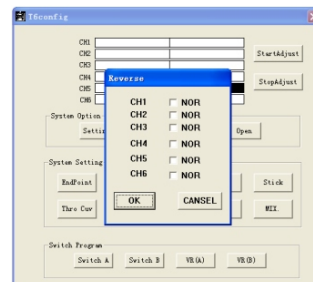 T6config
CH1
CH2
StartAdjust
CH3
CH4
StopAdjust
CH5
CH6
Reverse
CH1 NOR
CH2 NOR
CH3 NOR
CH4 NOR
CH5 NOR
CH6 NOR
OK CANSEL
System Option
Setti
Open
System Setting
EndPoint
Stick
Thro Cuv
MIX.
Switch Program
Switch A Switch B VR(A) VR(B)